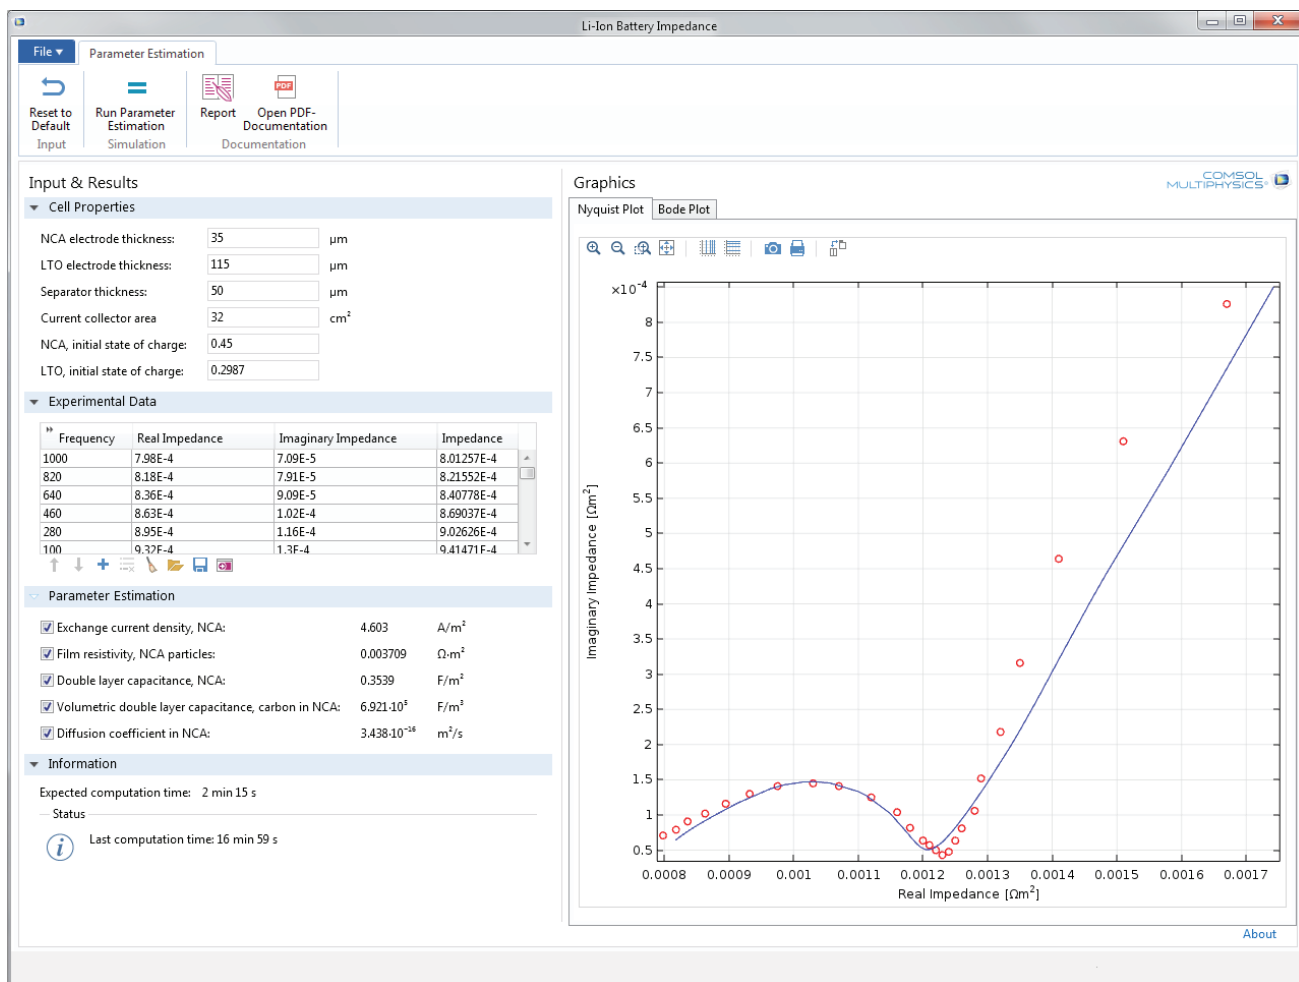 Li-Ion Battery Impedance
File
Parameter Estimation
Reset to Default
Run Parameter Estimation
Report
PDF
Open PDF-Documentation
Input
Simulation
Documentation
Input & Results
Cell Properties
NCA electrode thickness: 35 µm
LTO electrode thickness: 115 µm
Separator thickness: 50 µm
Current collector area 32 cm²
NCA, initial state of charge: 0.45
LTO, initial state of charge: 0.2987
Experimental Data
Frequency Real Impedance Imaginary Impedance Impedance
1000 7.98E-4 7.09E-5 8.01257E-4
820 8.18E-4 7.91E-5 8.21552E-4
640 8.36E-4 9.09E-5 8.40778E-4
460 8.63E-4 1.02E-4 8.69037E-4
280 8.95E-4 1.16E-4 9.02626E-4
100 9.32E-4 1.3E-4 9.41471E-4
Parameter Estimation
Exchange current density, NCA: 4.603 A/m²
Film resistivity, NCA particles: 0.003709 Ω·m²
Double layer capacitance, NCA: 0.3539 F/m²
Volumetric double layer capacitance, carbon in NCA: 6.921·10⁵ F/m³
Diffusion coefficient in NCA: 3.438·10⁻¹⁶ m²/s
Information
Expected computation time: 2 min 15 s
Status
Last computation time: 16 min 59 s
Graphics
COMSOL
MULTIPHYSICS®
Nyquist Plot
Bode Plot
×10⁻⁴
8
7.5
7
6.5
6
5.5
5
4.5
4
3.5
3
2.5
2
1.5
1
0.5
Imaginary Impedance [Ωm²]
0.0008 0.0009 0.001 0.0011 0.0012 0.0013 0.0014 0.0015 0.0016 0.0017
Real Impedance [Ωm²]
About